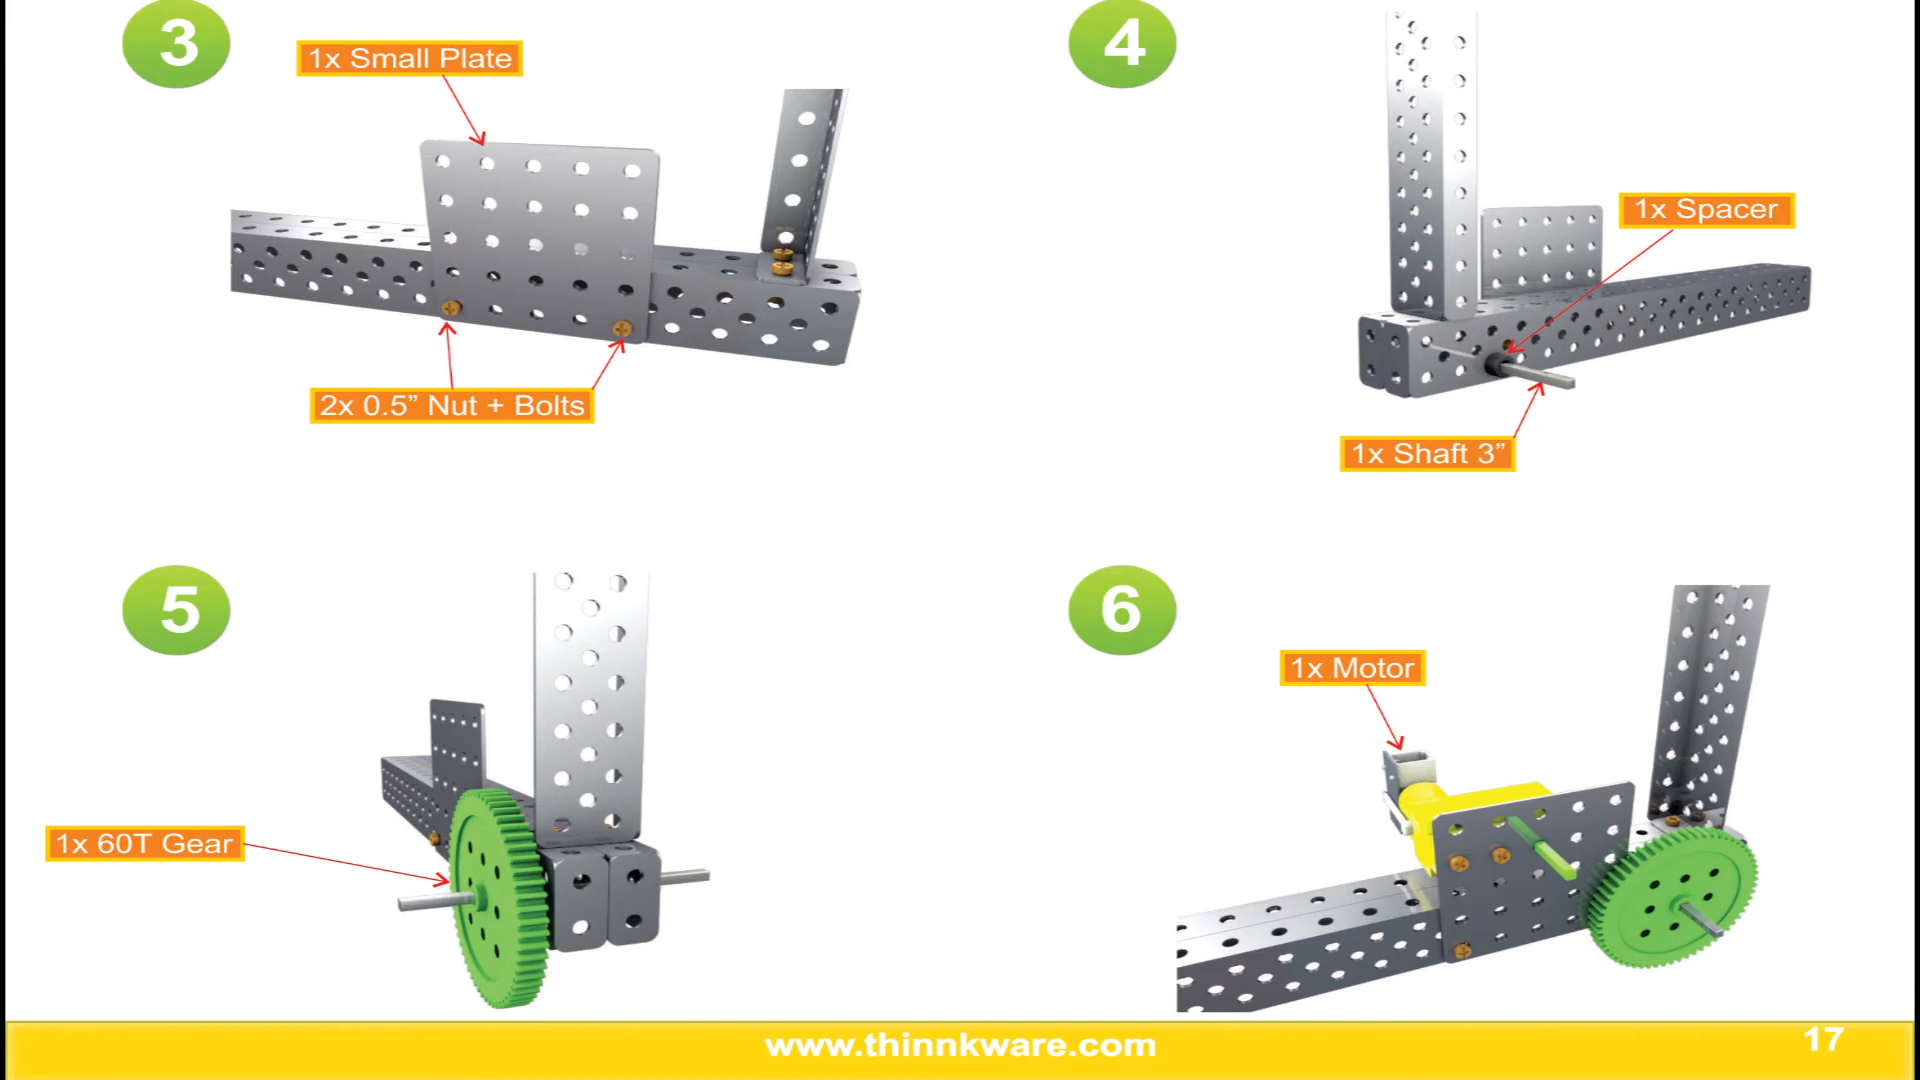 3
1x Small Plate
2x 0.5” Nut + Bolts
4
1x Spacer
1x Shaft 3”
5
1x 60T Gear
6
1x Motor
www.thinnkware.com
17